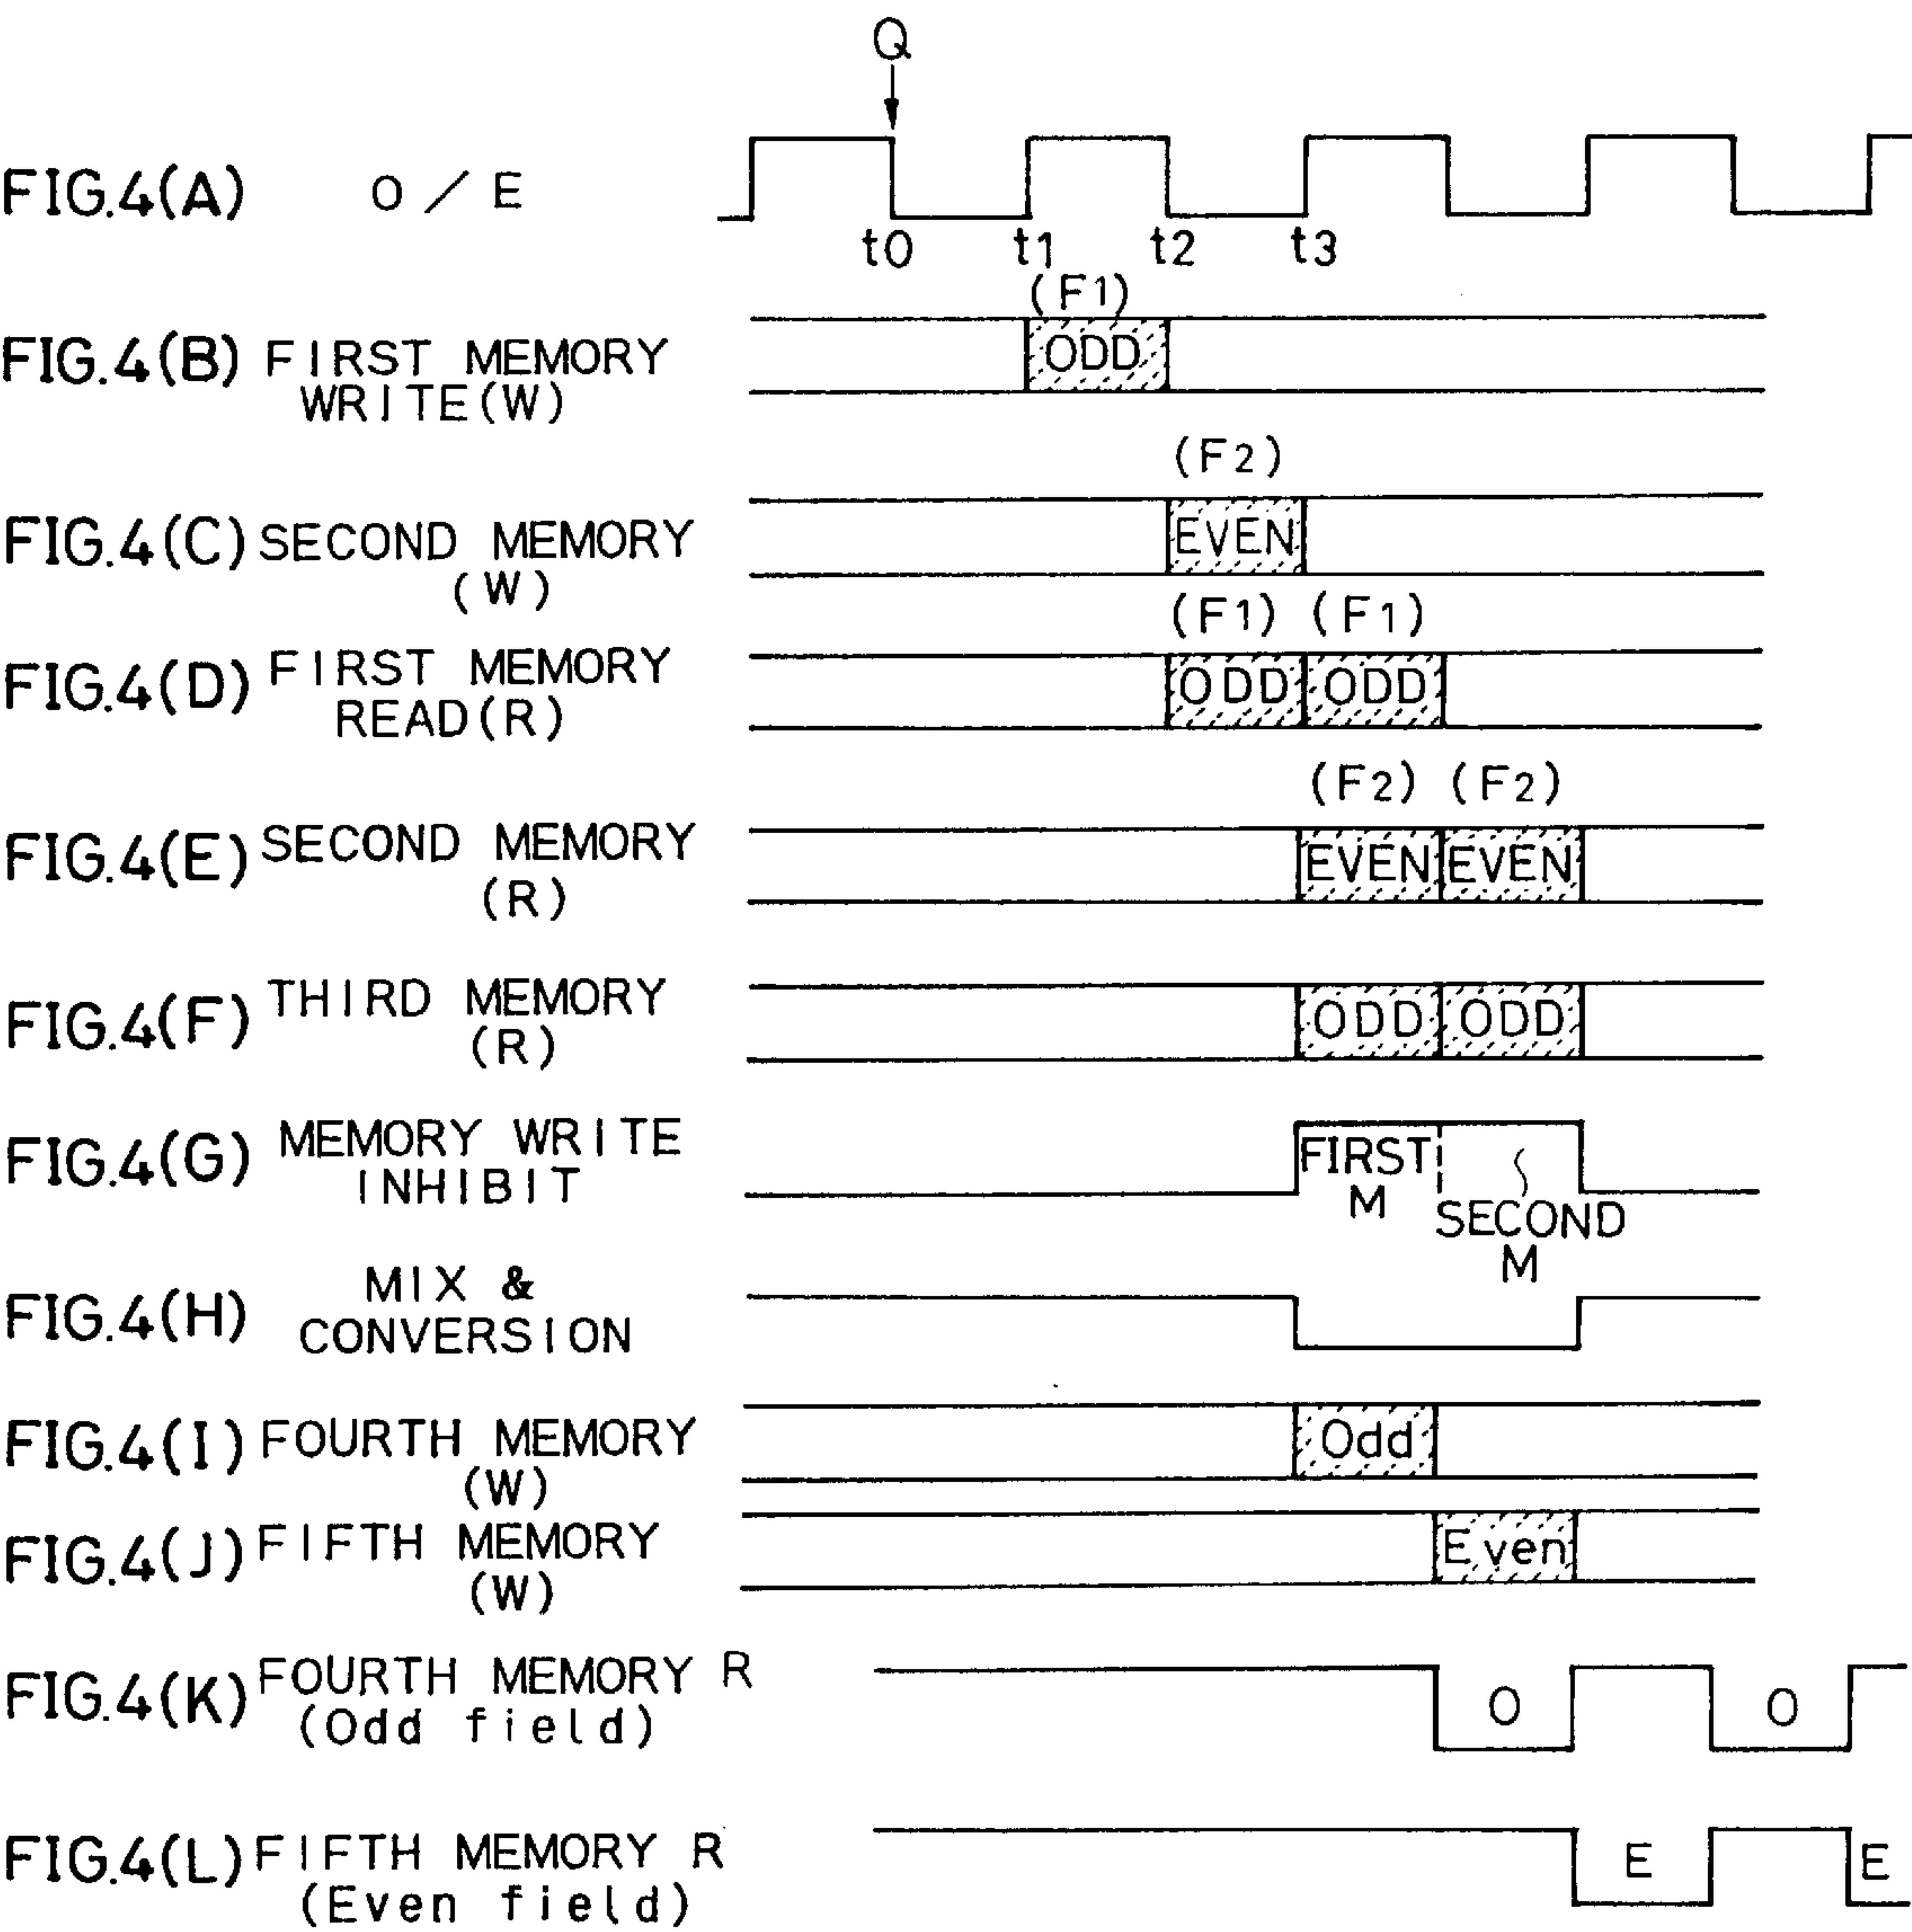 Q
FIG.4(A) O / E
t0 t1 t2 t3
(F1)
FIG.4(B) FIRST MEMORY
WRITE(W)
ODD
(F2)
FIG.4(C) SECOND MEMORY
(W)
EVEN
(F1) (F1)
FIG.4(D) FIRST MEMORY
READ(R)
ODD ODD
(F2) (F2)
FIG.4(E) SECOND MEMORY
(R)
EVEN EVEN
FIG.4(F) THIRD MEMORY
(R)
ODD ODD
FIG.4(G) MEMORY WRITE
INHIBIT
FIRST
M
SECOND
M
FIG.4(H) MIX &
CONVERSION
FIG.4(I) FOURTH MEMORY
(W)
Odd
FIG.4(J) FIFTH MEMORY
(W)
Even
FIG.4(K) FOURTH MEMORY R
(Odd field)
O O
FIG.4(L) FIFTH MEMORY R
(Even field)
E E